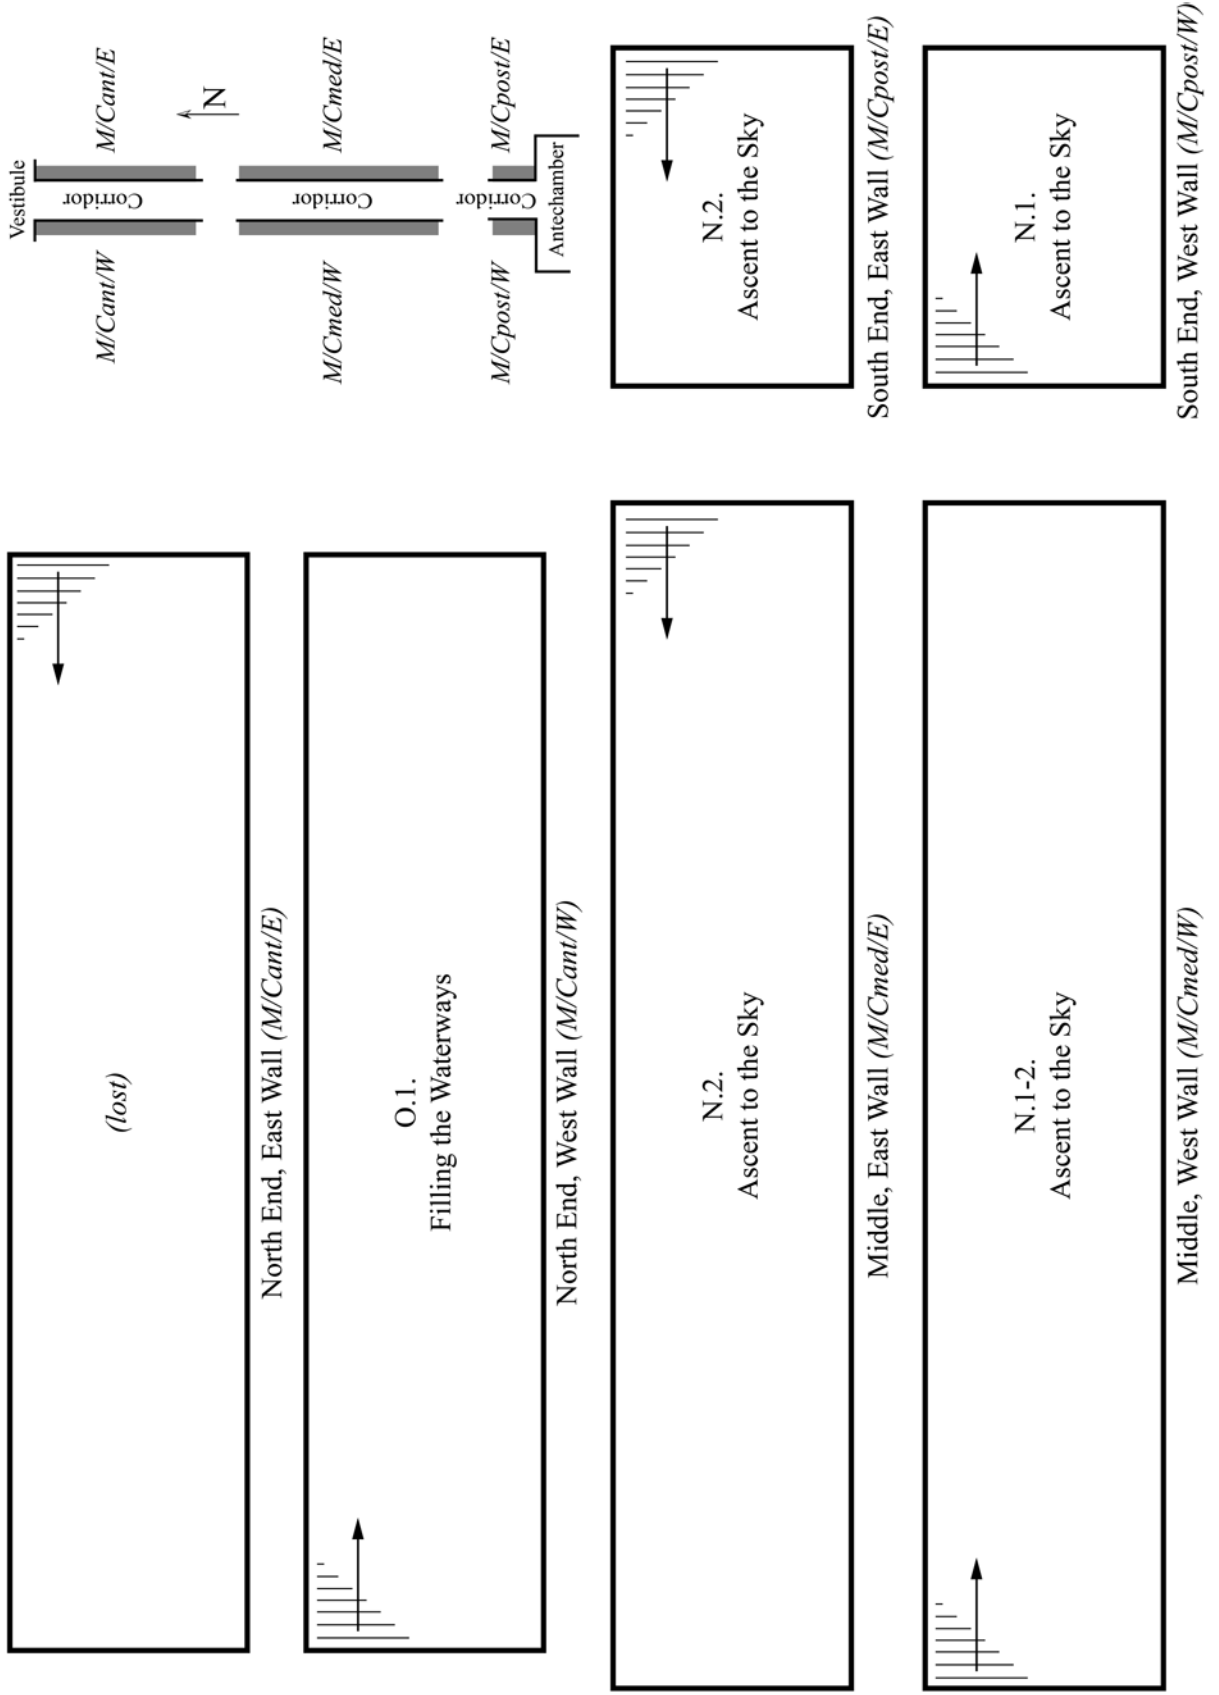 Vestibule
M/Cant/W
Corridor
M/Cant/E
N
M/Cmed/W
Corridor
M/Cmed/E
M/Cpost/W
Corridor
M/Cpost/E
Antechamber
(lost)
North End, East Wall (M/Cant/E)
O.1.
Filling the Waterways
North End, West Wall (M/Cant/W)
N.2.
Ascent to the Sky
Middle, East Wall (M/Cmed/E)
N.2.
Ascent to the Sky
South End, East Wall (M/Cpost/E)
N.1-2.
Ascent to the Sky
Middle, West Wall (M/Cmed/W)
N.1.
Ascent to the Sky
South End, West Wall (M/Cpost/W)